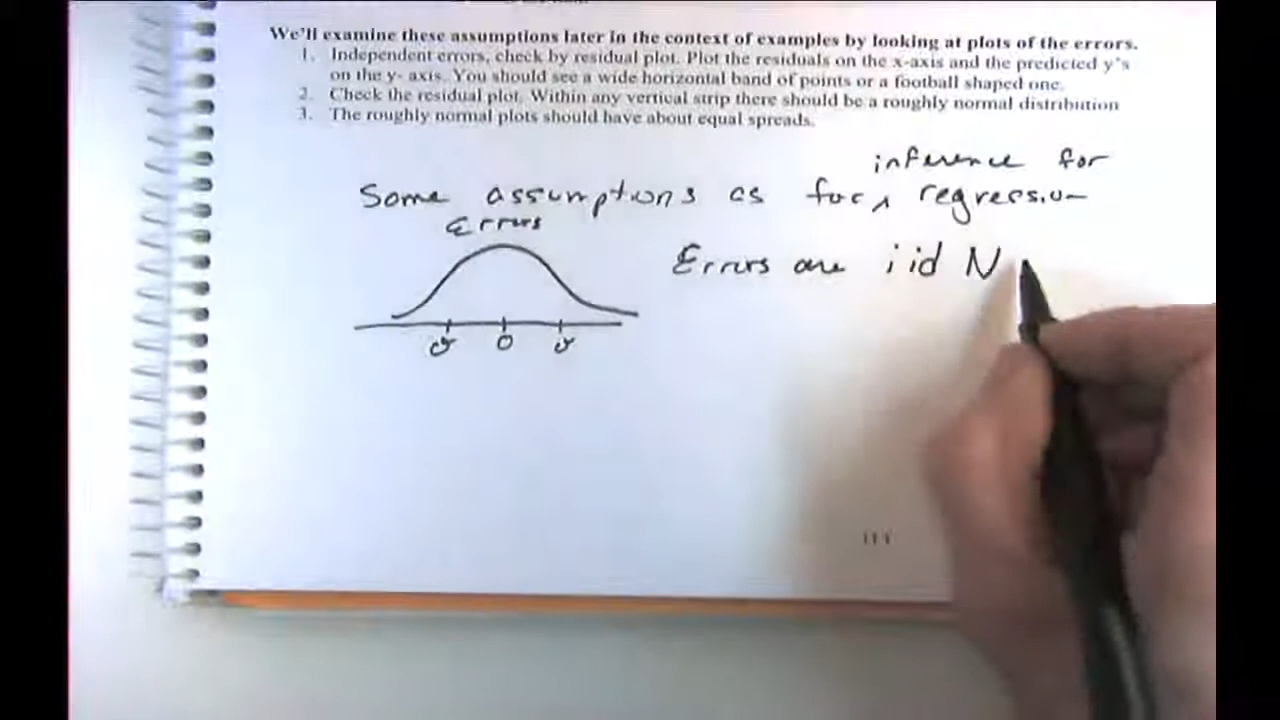 We'll examine these assumptions later in the context of examples by looking at plots of the errors.
1. Independent errors, check by residual plot. Plot the residuals on the x-axis and the predicted y's
on the y- axis. You should see a wide horizontal band of points or a football shaped one.
2. Check the residual plot. Within any vertical strip there should be a roughly normal distribution
3. The roughly normal plots should have about equal spreads.
inference for
Some assumptions as for ʌ regression
Errors
Errors are iid N
σ 0 σ